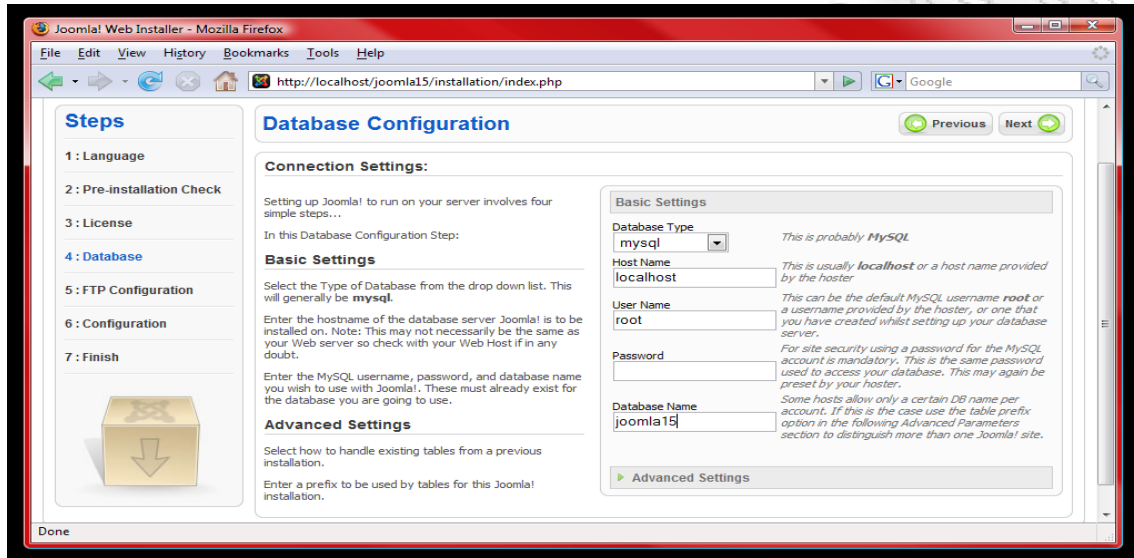 Joomla! Web Installer - Mozilla Firefox
File Edit View History Bookmarks Tools Help
http://localhost/joomla15/installation/index.php
G Google
Steps
1 : Language
2 : Pre-installation Check
3 : License
4 : Database
5 : FTP Configuration
6 : Configuration
7 : Finish
Database Configuration
Previous Next
Connection Settings:
Setting up Joomla! to run on your server involves four
simple steps...
In this Database Configuration Step:
Basic Settings
Select the Type of Database from the drop down list. This
will generally be mysql.
Enter the hostname of the database server Joomla! is to be
installed on. Note: This may not necessarily be the same as
your Web server so check with your Web Host if in any
doubt.
Enter the MySQL username, password, and database name
you wish to use with Joomla!. These must already exist for
the database you are going to use.
Advanced Settings
Select how to handle existing tables from a previous
installation.
Enter a prefix to be used by tables for this Joomla!
installation.
Basic Settings
Database Type
mysql
This is probably MySQL
Host Name
localhost
This is usually localhost or a host name provided
by the hoster
User Name
root
This can be the default MySQL username root or
a username provided by the hoster, or one that
you have created whilst setting up your database
server.
Password
For site security using a password for the MySQL
account is mandatory. This is the same password
used to access your database. This may again be
preset by your hoster.
Database Name
joomla15
Some hosts allow only a certain DB name per
account. If this is the case use the table prefix
option in the following Advanced Parameters
section to distinguish more than one Joomla! site.
Advanced Settings
Done